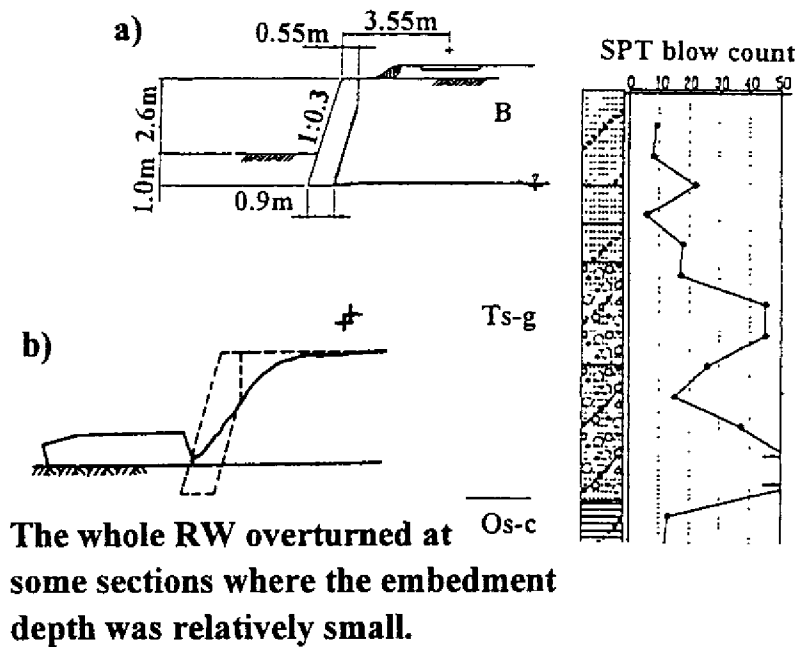 a)
3.55m
0.55m
2.6m
1:0.3
B
1.0m
0.9m
SPT blow count
0 10 20 30 40 50
Ts-g
b)
Os-c
The whole RW overturned at
some sections where the embedment
depth was relatively small.